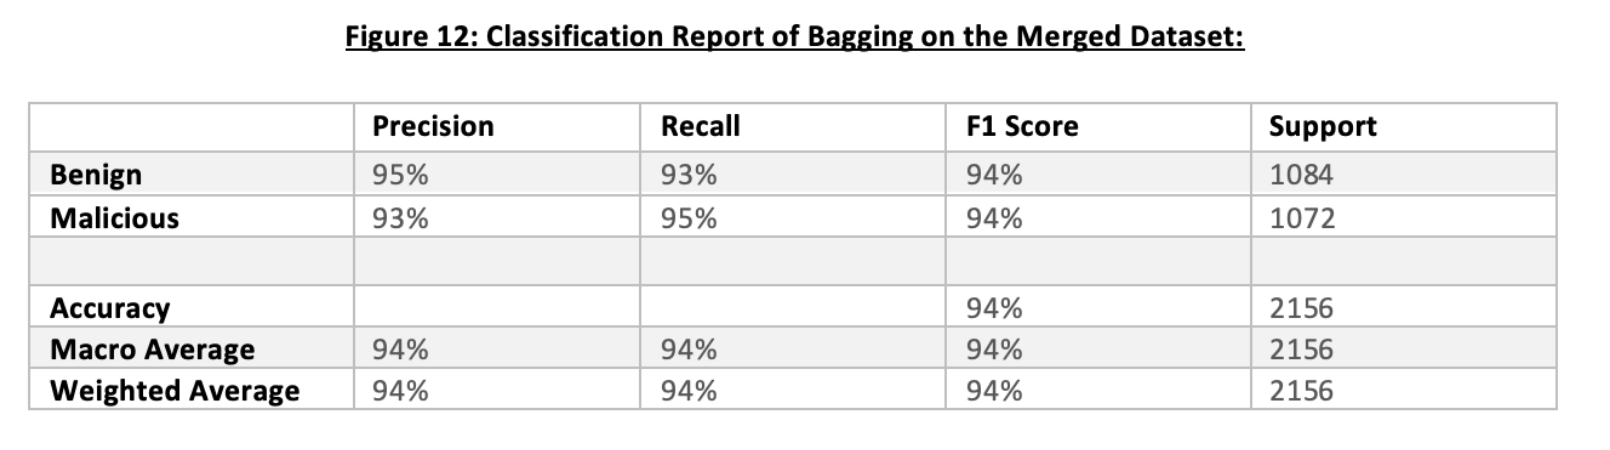 Figure 12: Classification Report of Bagging on the Merged Dataset:
Precision Recall F1 Score Support
Benign 95% 93% 94% 1084
Malicious 93% 95% 94% 1072
Accuracy 94% 2156
Macro Average 94% 94% 94% 2156
Weighted Average 94% 94% 94% 2156